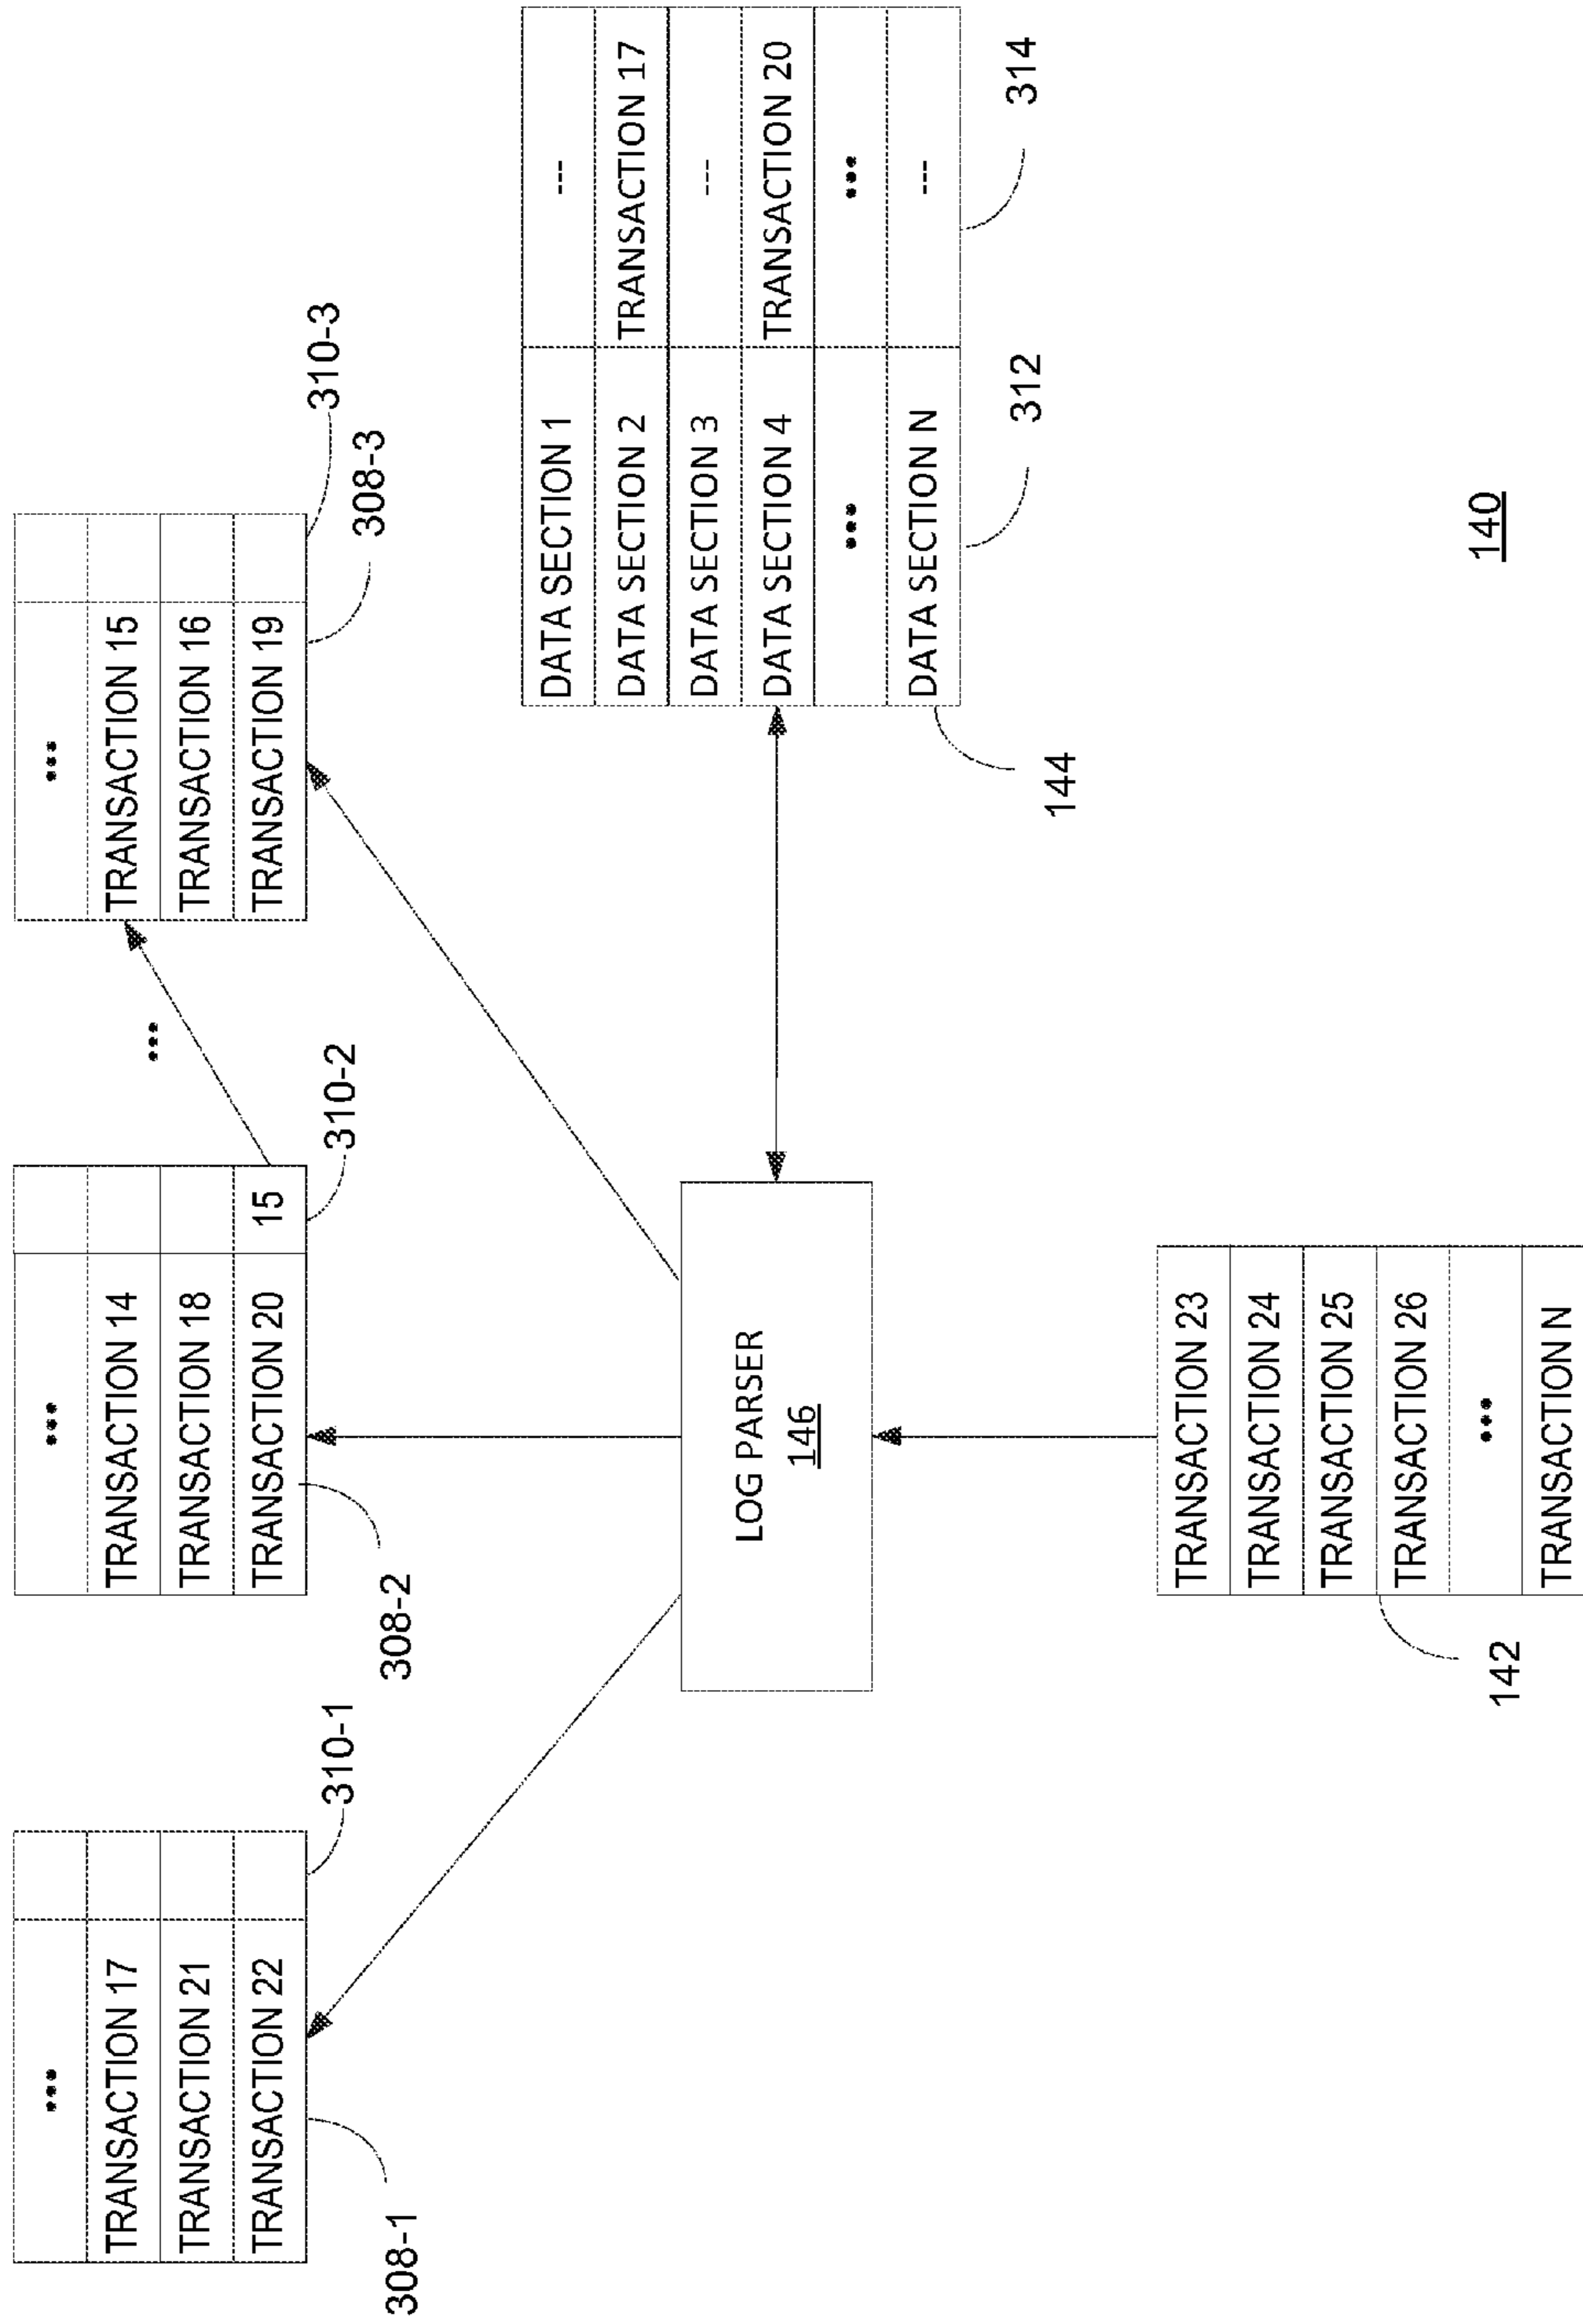 •••
TRANSACTION 17
TRANSACTION 21
TRANSACTION 22
308-1
310-1
•••
TRANSACTION 14
TRANSACTION 18
TRANSACTION 20 15
308-2
310-2
•••
•••
TRANSACTION 15
TRANSACTION 16
TRANSACTION 19
308-3
310-3
LOG PARSER
146
DATA SECTION 1 ---
DATA SECTION 2 TRANSACTION 17
DATA SECTION 3 ---
DATA SECTION 4 TRANSACTION 20
••• •••
DATA SECTION N ---
144
312
314
TRANSACTION 23
TRANSACTION 24
TRANSACTION 25
TRANSACTION 26
•••
TRANSACTION N
142
140